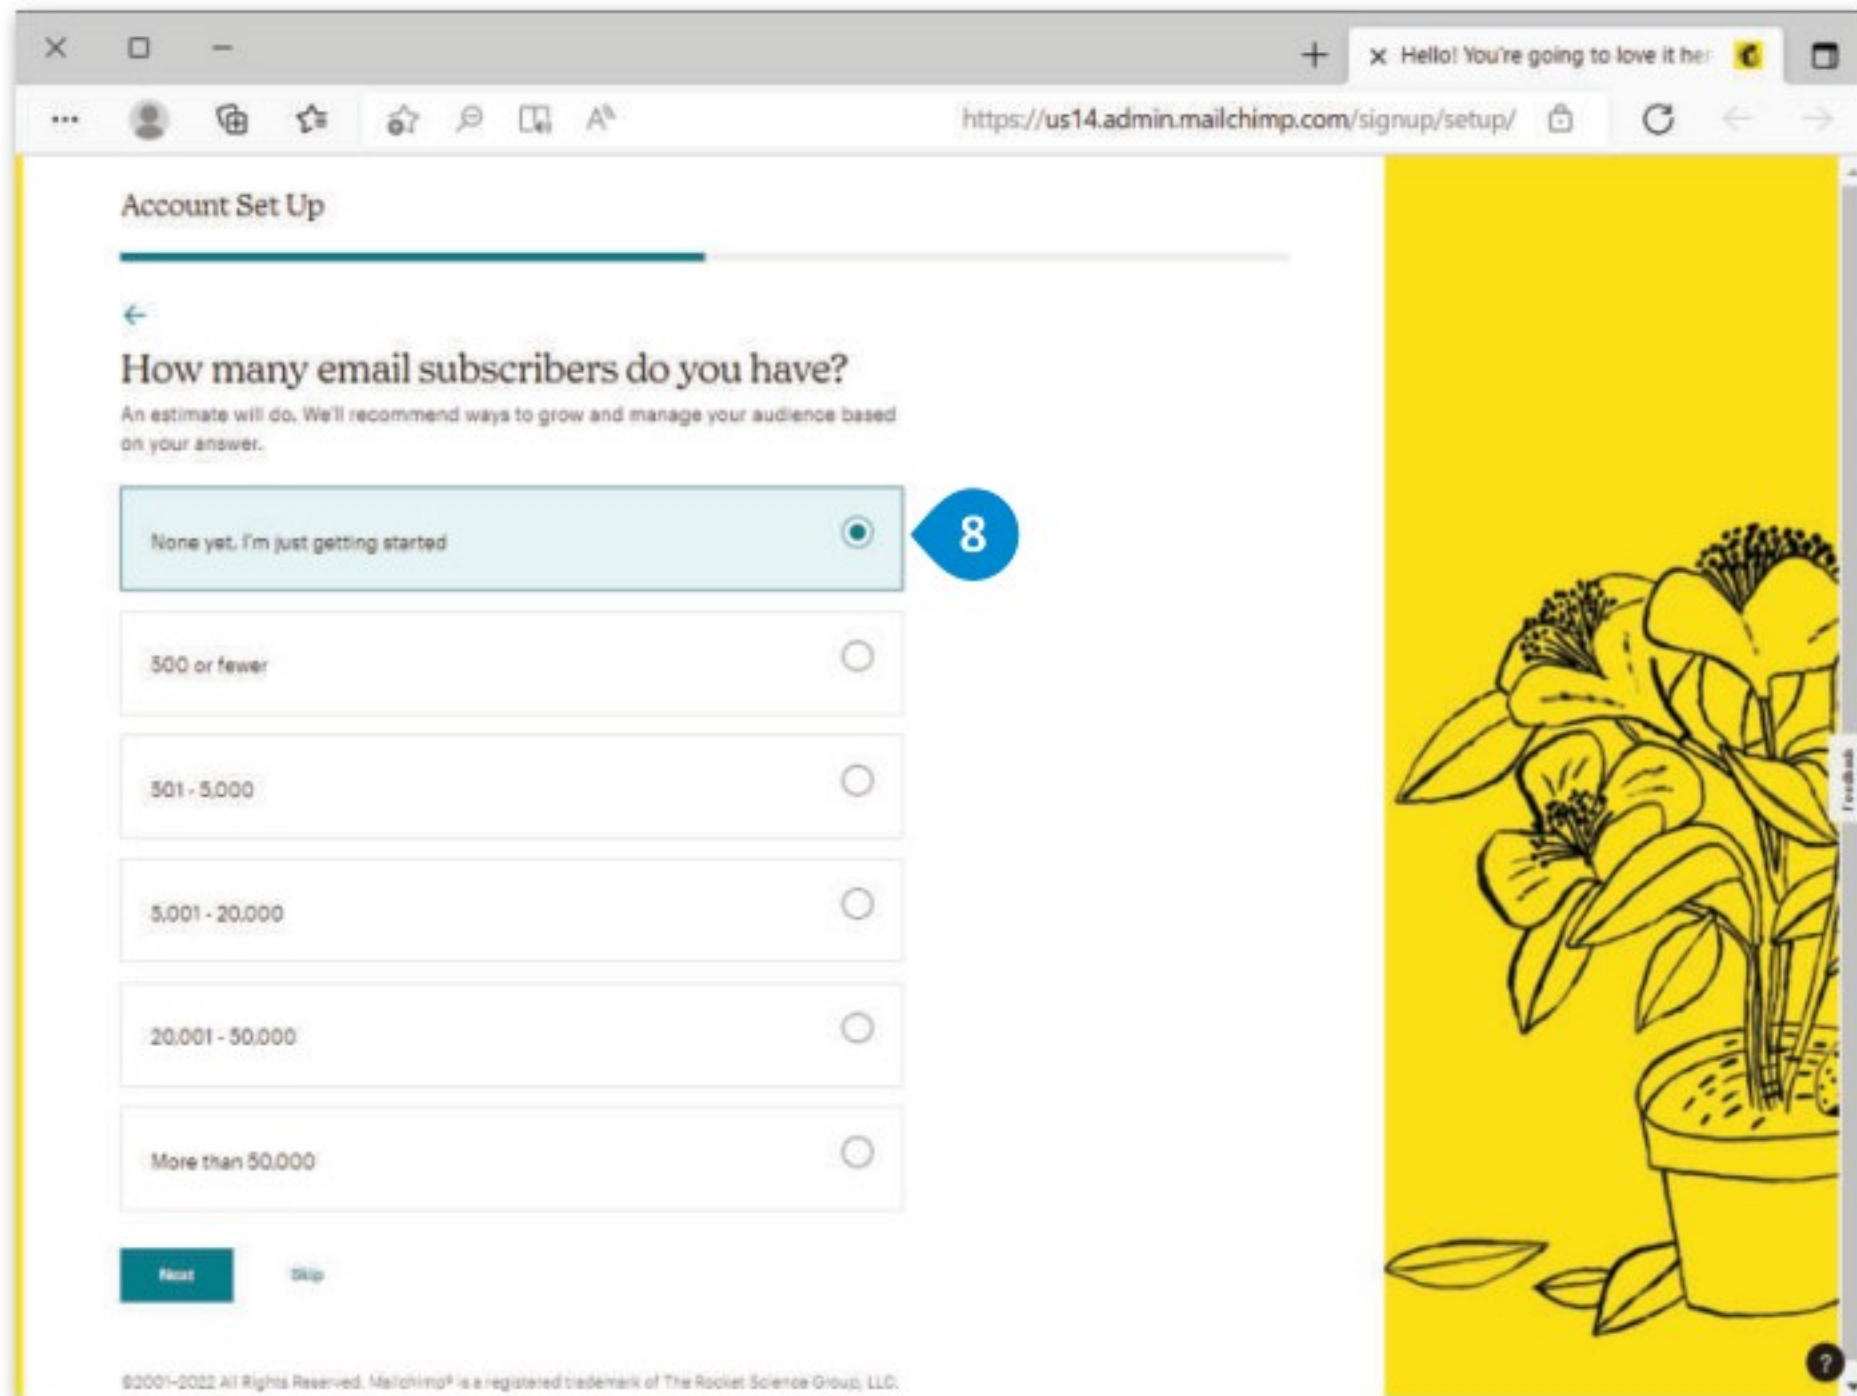 Hello! You're going to love it her
https://us14.admin.mailchimp.com/signup/setup/
Account Set Up
How many email subscribers do you have?
An estimate will do. We'll recommend ways to grow and manage your audience based
on your answer.
None yet. I'm just getting started
8
500 or fewer
501 - 5,000
5,001 - 20,000
20,001 - 50,000
More than 50,000
Next
Skip
Feedback
©2001-2022 All Rights Reserved. Mailchimp® is a registered trademark of The Rocket Science Group, LLC.
?